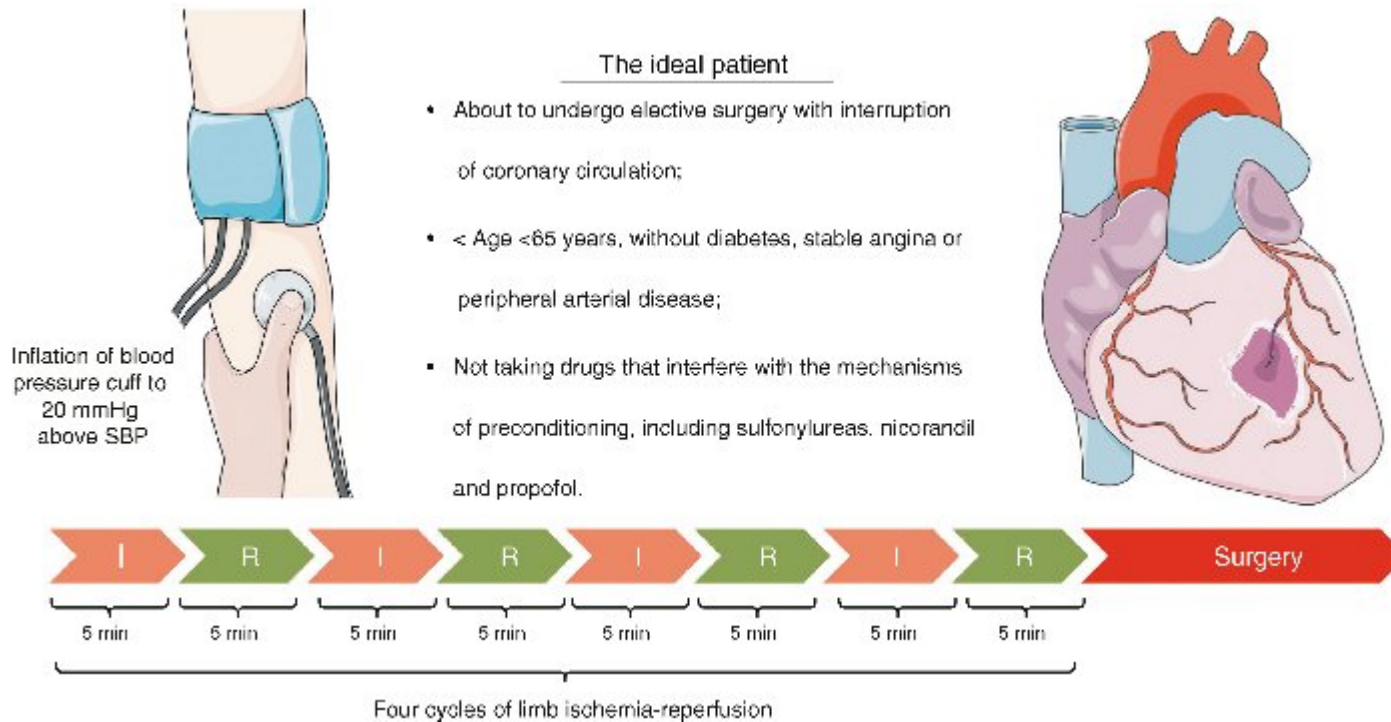 The ideal patient
• About to undergo elective surgery with interruption
of coronary circulation;
• < Age <65 years, without diabetes, stable angina or
peripheral arterial disease;
• Not taking drugs that interfere with the mechanisms
of preconditioning, including sulfonylureas. nicorandil
and propofol.
Inflation of blood
pressure cuff to
20 mmHg
above SBP
I R I R I R I R Surgery
5 min 5 min 5 min 5 min 5 min 5 min 5 min 5 min
Four cycles of limb ischemia-reperfusion